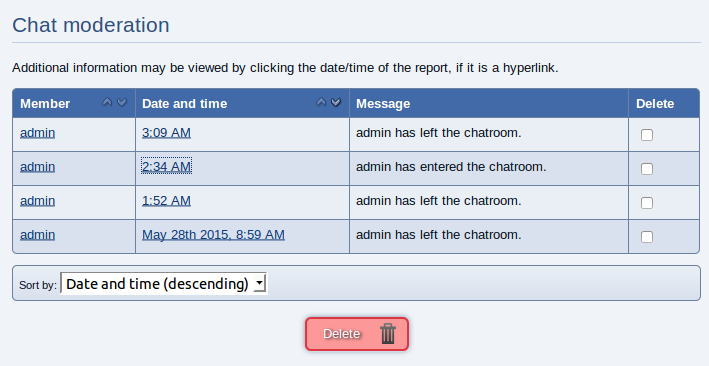 Chat moderation
Additional information may be viewed by clicking the date/time of the report, if it is a hyperlink.
Member Date and time Message Delete
admin 3:09 AM admin has left the chatroom.
admin 2:34 AM admin has entered the chatroom.
admin 1:52 AM admin has left the chatroom.
admin May 28th 2015, 8:59 AM admin has left the chatroom.
Sort by: Date and time (descending)
Delete